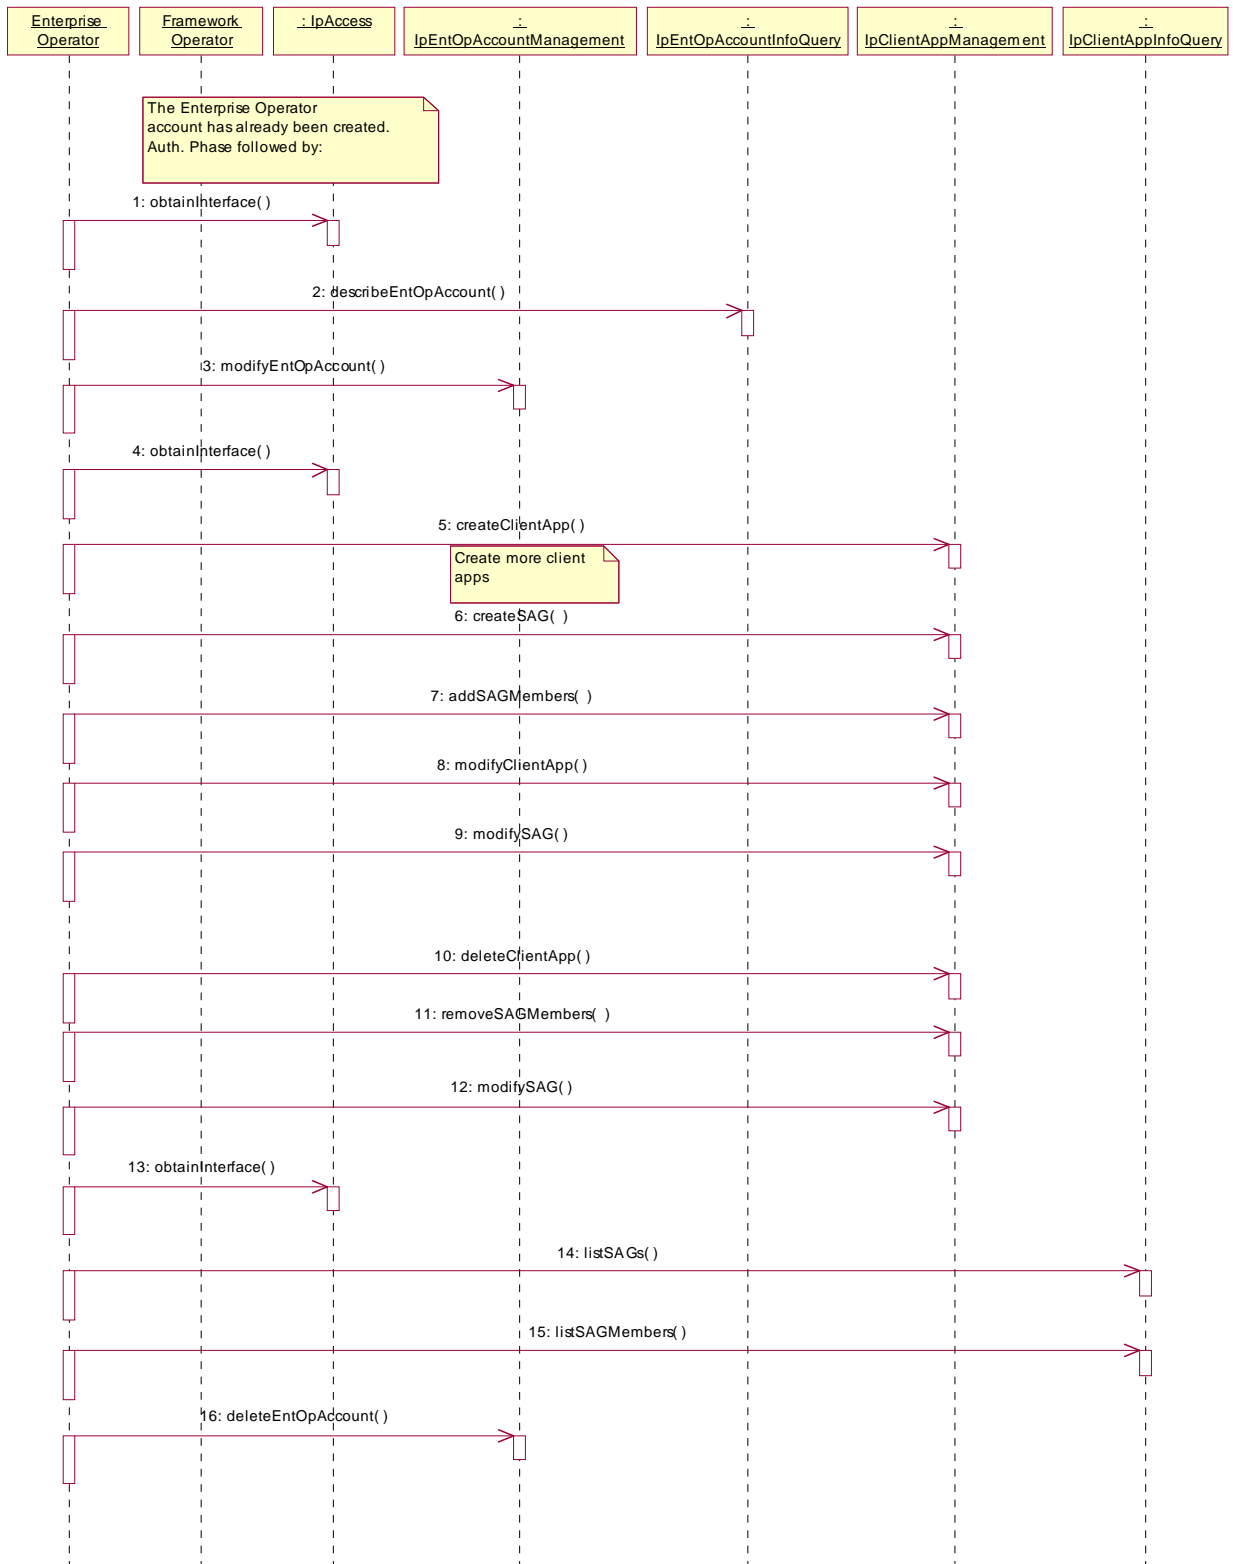 Enterprise
Operator
Framework
Operator
: IpAccess
:
IpEntOpAccountManagement
:
IpEntOpAccountInfoQuery
:
IpClientAppManagement
:
IpClientAppInfoQuery
The Enterprise Operator
account has already been created.
Auth. Phase followed by:
1: obtainInterface( )
2: describeEntOpAccount( )
3: modifyEntOpAccount( )
4: obtainInterface( )
5: createClientApp( )
Create more client
apps
6: createSAG( )
7: addSAGMembers( )
8: modifyClientApp( )
9: modifySAG( )
10: deleteClientApp( )
11: removeSAGMembers( )
12: modifySAG( )
13: obtainInterface( )
14: listSAGs( )
15: listSAGMembers( )
16: deleteEntOpAccount( )